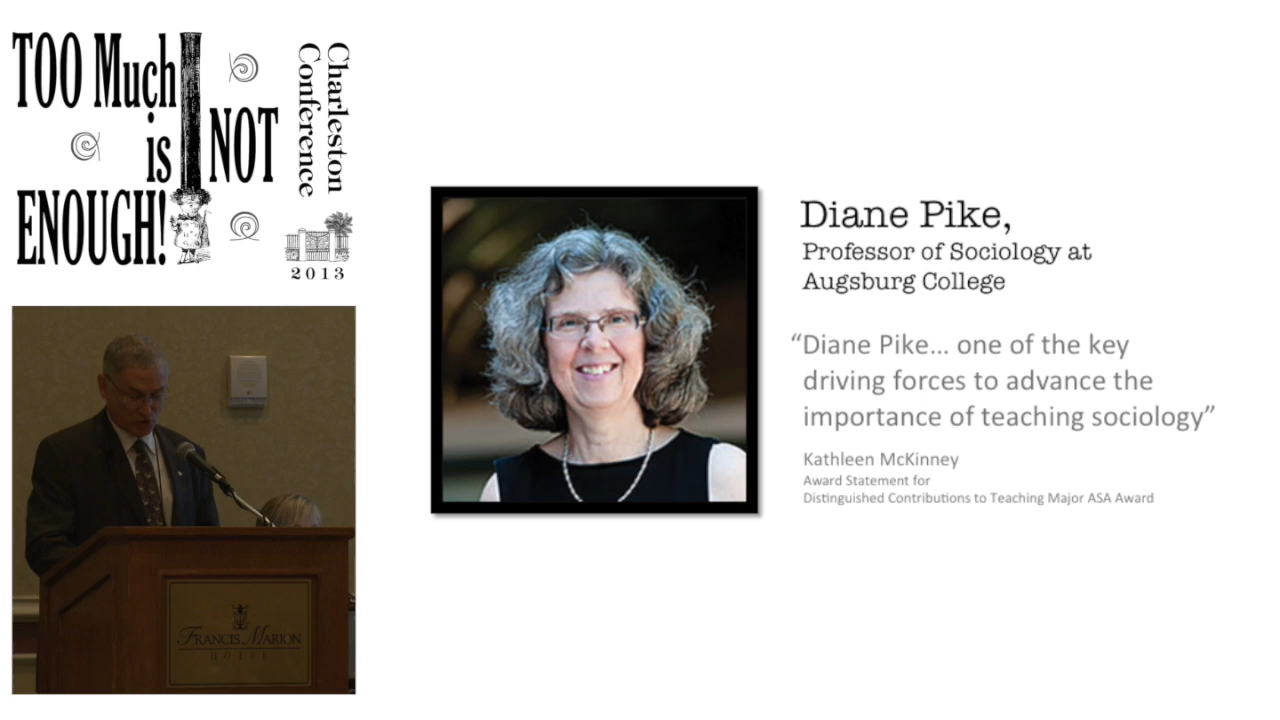 TOO Much
is NOT
ENOUGH!
Charleston
Conference
2013
Diane Pike,
Professor of Sociology at
Augsburg College
“Diane Pike… one of the key
driving forces to advance the
importance of teaching sociology”
Kathleen McKinney
Award Statement for
Distinguished Contributions to Teaching Major ASA Award
FRANCIS MARION
HOTEL